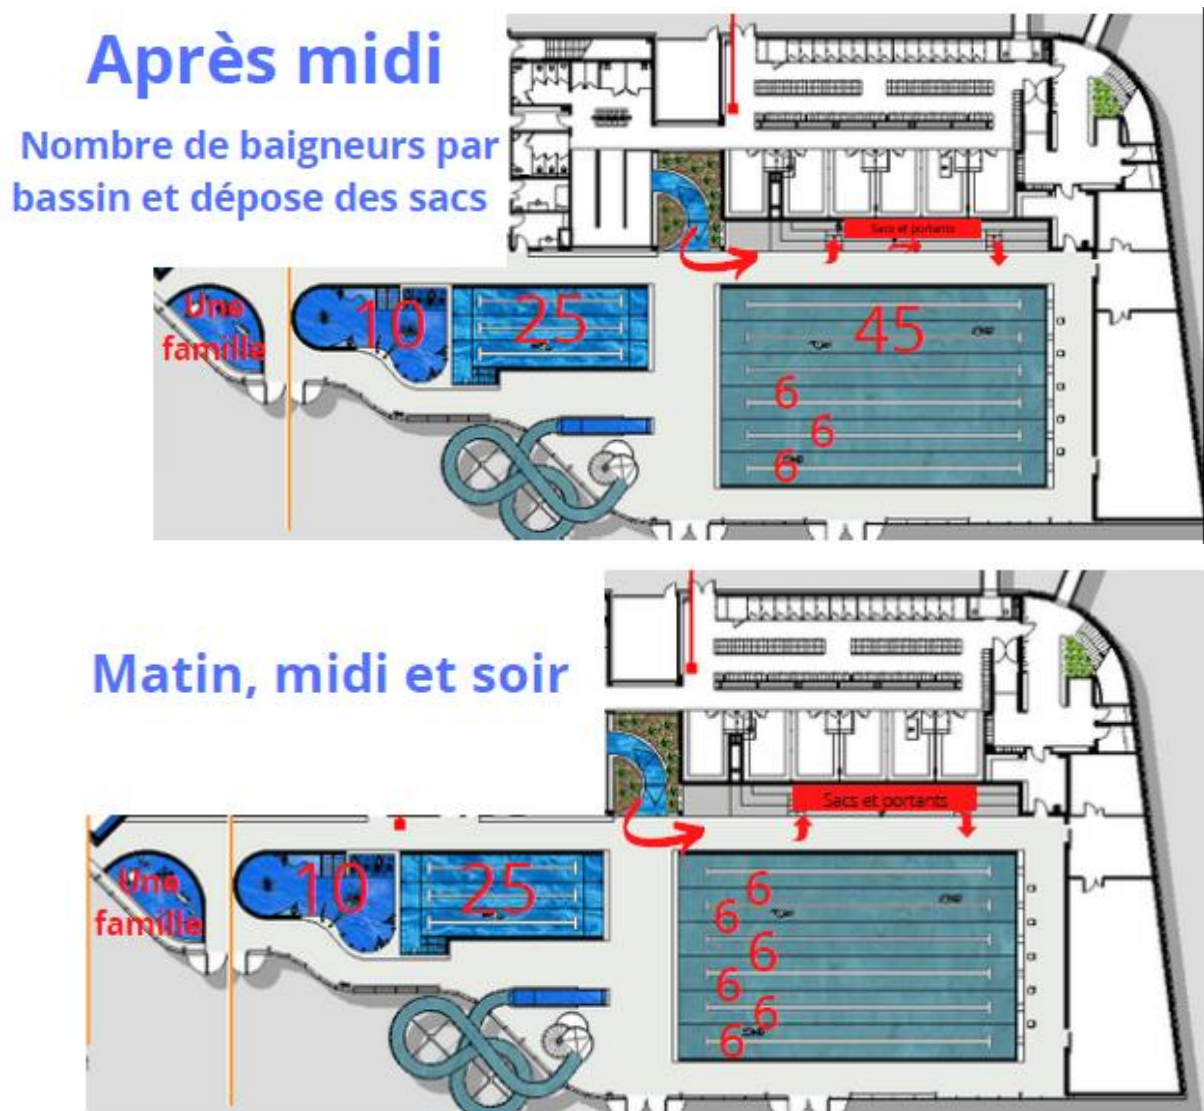 Après midi
Nombre de baigneurs par
bassin et dépose des sacs
Sacs et portants
Une
famille
10
25
45
6
6
6
Matin, midi et soir
Sacs et portants
Une
famille
10
25
6
6
6
6
6
6